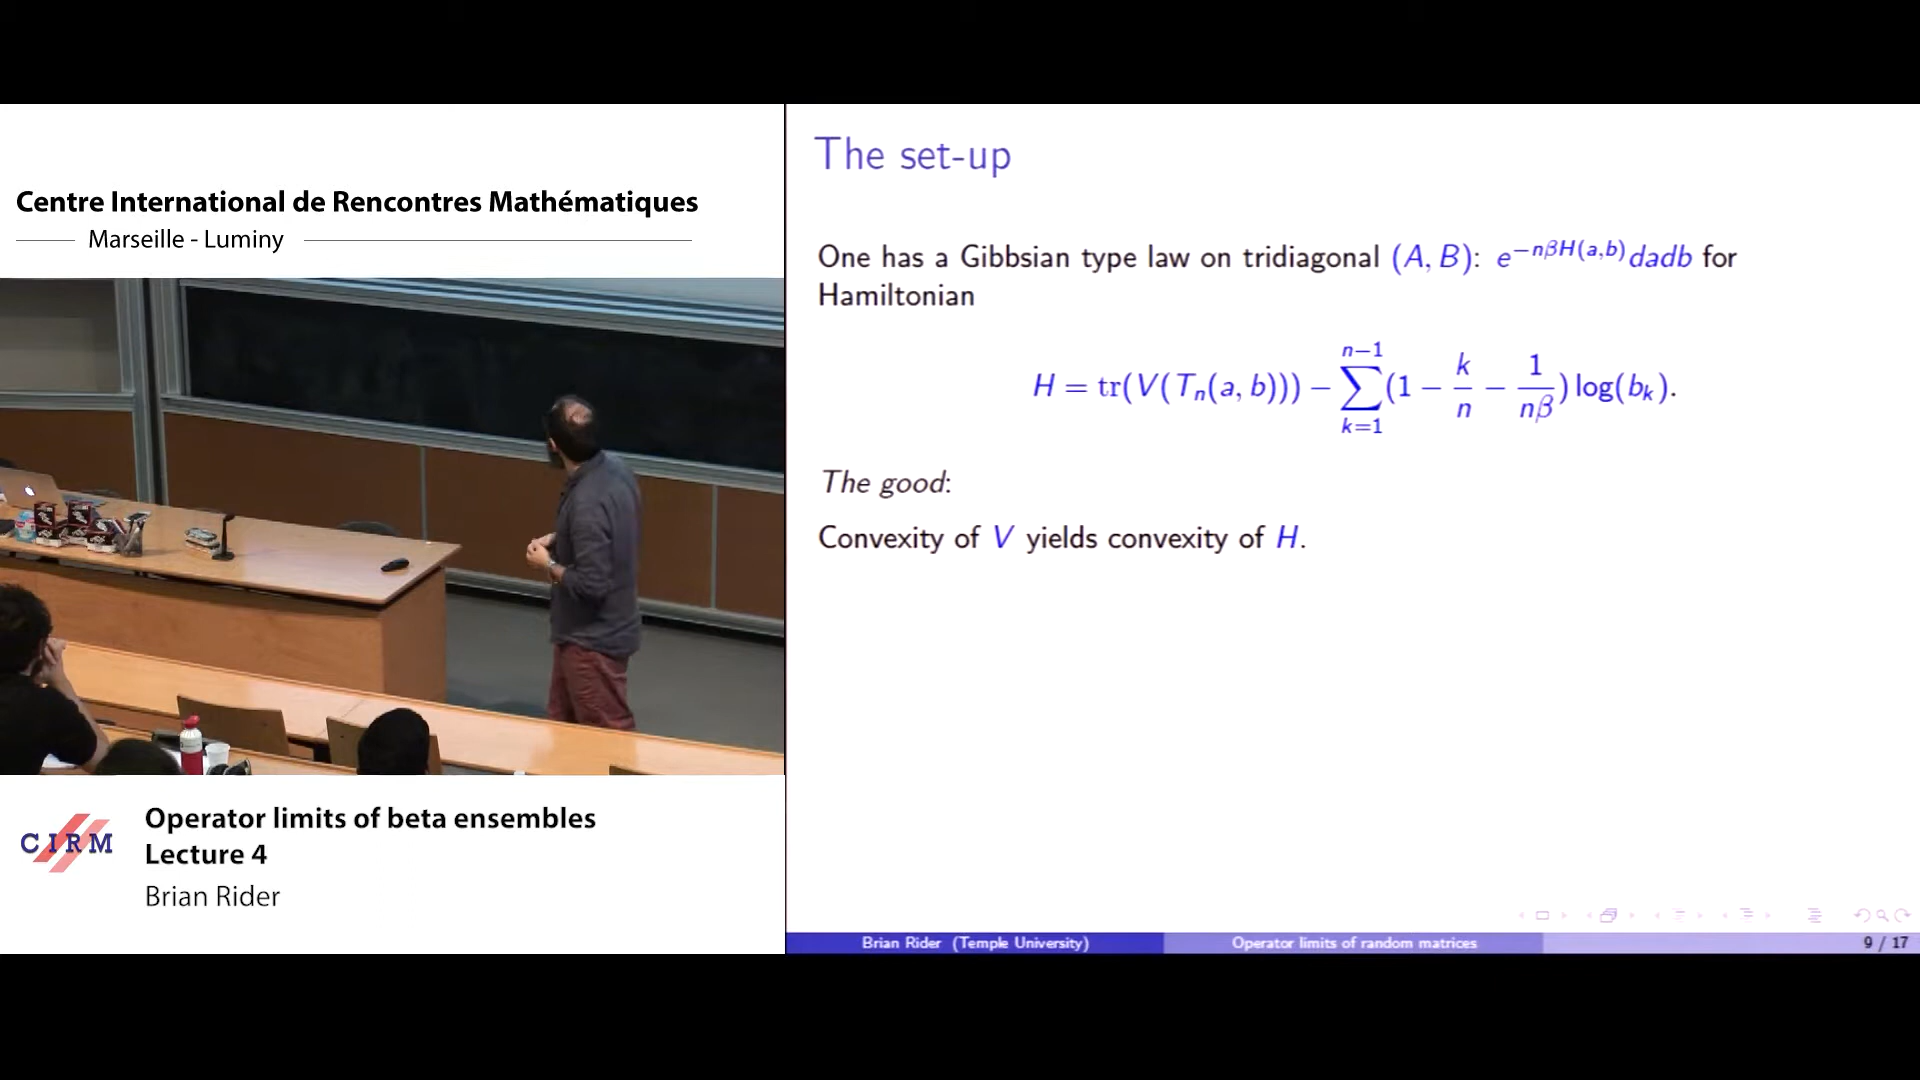 Centre International de Rencontres Mathématiques
Marseille - Luminy
CIRM
Operator limits of beta ensembles
Lecture 4
Brian Rider
The set-up
One has a Gibbsian type law on tridiagonal (A, B): e^{−nβH(a,b)}dadb for
Hamiltonian
H = tr(V(T_n(a, b))) − ∑_{k=1}^{n−1}(1 − k/n − 1/(nβ)) log(b_k).
The good:
Convexity of V yields convexity of H.
Brian Rider (Temple University)
Operator limits of random matrices
9 / 17